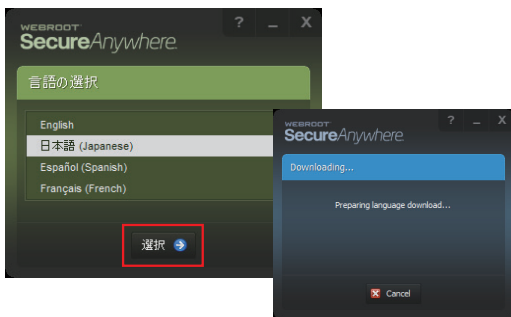 WEBROOT
SecureAnywhere.
? _ X
言語の選択
English
日本語 (Japanese)
Español (Spanish)
Français (French)
選択
WEBROOT
SecureAnywhere.
? _ X
Downloading...
Preparing language download...
Cancel